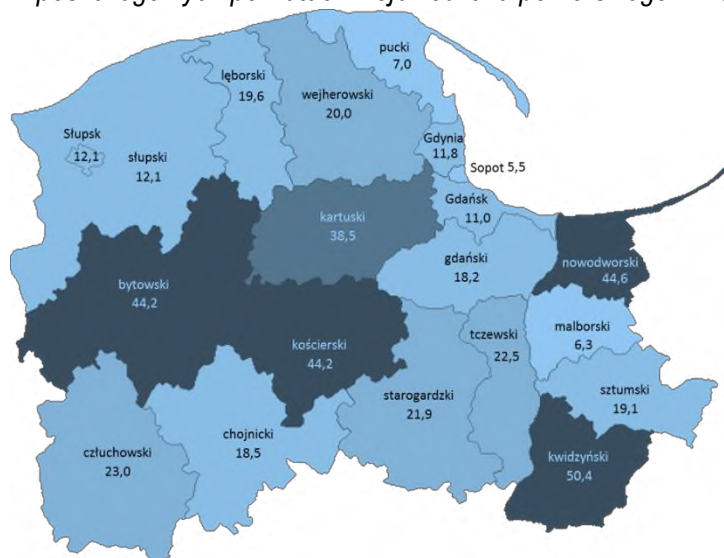 pucki
7,0
lęborski
19,6
wejherowski
20,0
Gdynia
11,8
Słupsk
12,1
słupski
12,1
Sopot 5,5
Gdańsk
11,0
kartuski
38,5
gdański
18,2
nowodworski
44,6
bytowski
44,2
kościerski
44,2
tczewski
22,5
malborski
6,3
starogardzki
21,9
sztumski
19,1
człuchowski
23,0
chojnicki
18,5
kwidzyński
50,4